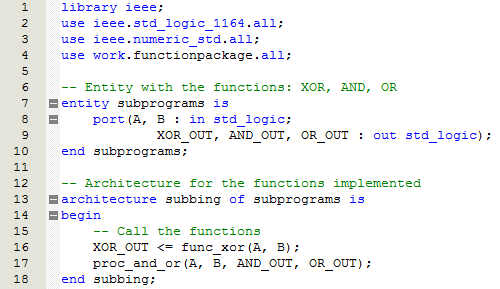 1 library ieee;
2 use ieee.std_logic_1164.all;
3 use ieee.numeric_std.all;
4 use work.functionpackage.all;
5
6 -- Entity with the functions: XOR, AND, OR
7 entity subprograms is
8     port(A, B : in std_logic;
9             XOR_OUT, AND_OUT, OR_OUT : out std_logic);
10 end subprograms;
11
12 -- Architecture for the functions implemented
13 architecture subbing of subprograms is
14 begin
15     -- Call the functions
16     XOR_OUT <= func_xor(A, B);
17     proc_and_or(A, B, AND_OUT, OR_OUT);
18 end subbing;